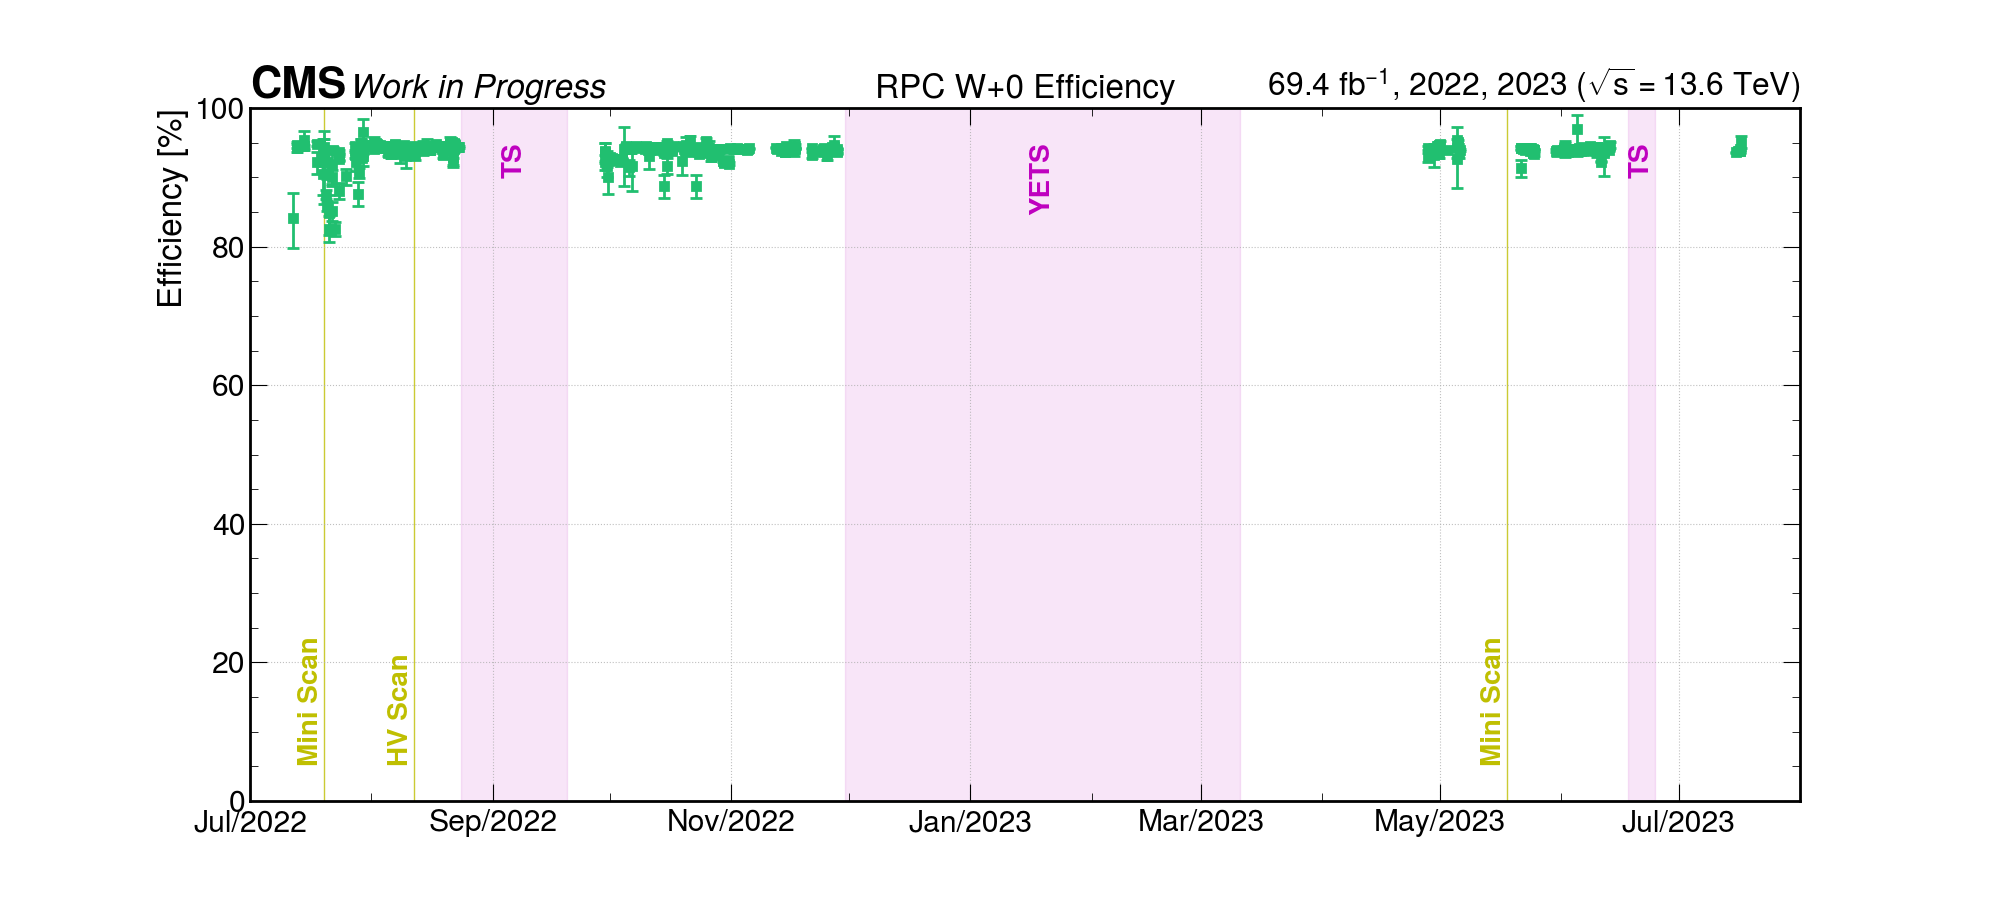 CMS Work in Progress
RPC W+0 Efficiency
69.4 fb⁻¹, 2022, 2023 (√s = 13.6 TeV)
Efficiency [%]
100
80
60
40
20
0
TS
YETS
TS
Mini Scan
HV Scan
Mini Scan
Jul/2022
Sep/2022
Nov/2022
Jan/2023
Mar/2023
May/2023
Jul/2023